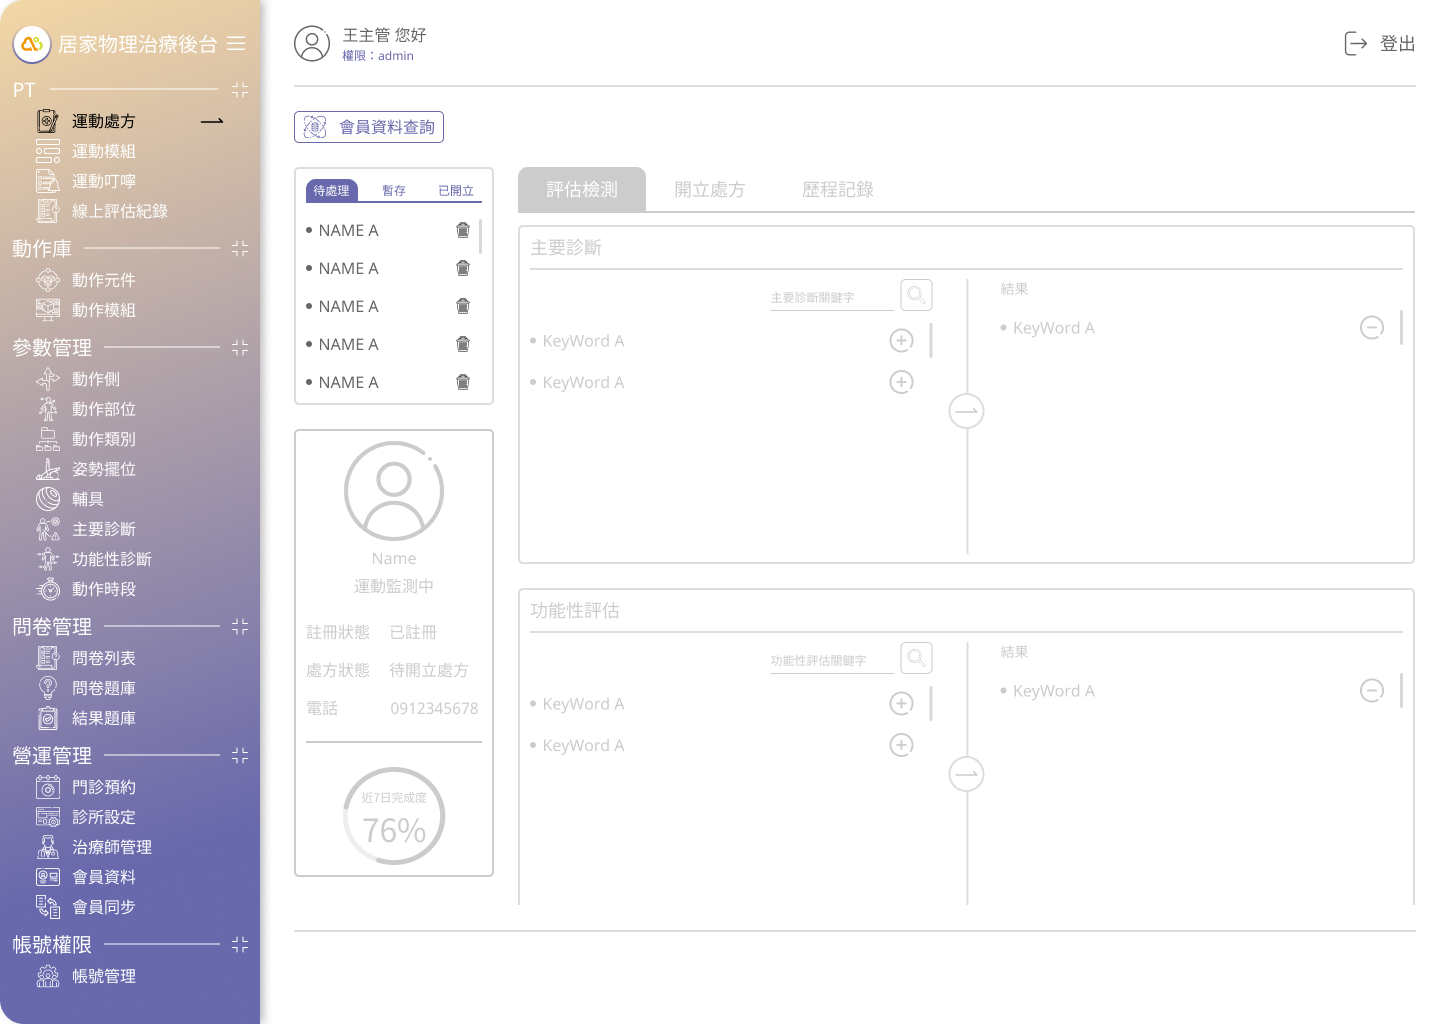 居家物理治療後台
PT
運動處方
運動模組
運動叮嚀
線上評估紀錄
動作庫
動作元件
動作模組
參數管理
動作側
動作部位
動作類別
姿勢擺位
輔具
主要診斷
功能性診斷
動作時段
問卷管理
問卷列表
問卷題庫
結果題庫
營運管理
門診預約
診所設定
治療師管理
會員資料
會員同步
帳號權限
帳號管理
王主管 您好
權限：admin
登出
會員資料查詢
待處理 暫存 已開立
NAME A
NAME A
NAME A
NAME A
NAME A
Name
運動監測中
註冊狀態 已註冊
處方狀態 待開立處方
電話 0912345678
近7日完成度
76%
評估檢測 開立處方 歷程記錄
主要診斷
主要診斷關鍵字
KeyWord A
KeyWord A
結果
KeyWord A
功能性評估
功能性評估關鍵字
KeyWord A
KeyWord A
結果
KeyWord A